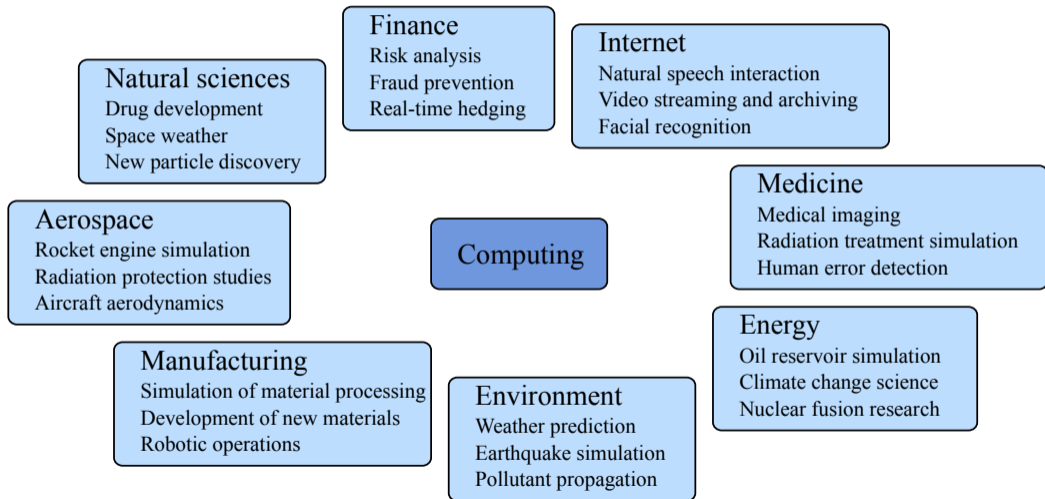 Finance
Risk analysis
Fraud prevention
Real-time hedging
Internet
Natural speech interaction
Video streaming and archiving
Facial recognition
Natural sciences
Drug development
Space weather
New particle discovery
Medicine
Medical imaging
Radiation treatment simulation
Human error detection
Aerospace
Rocket engine simulation
Radiation protection studies
Aircraft aerodynamics
Computing
Energy
Oil reservoir simulation
Climate change science
Nuclear fusion research
Manufacturing
Simulation of material processing
Development of new materials
Robotic operations
Environment
Weather prediction
Earthquake simulation
Pollutant propagation